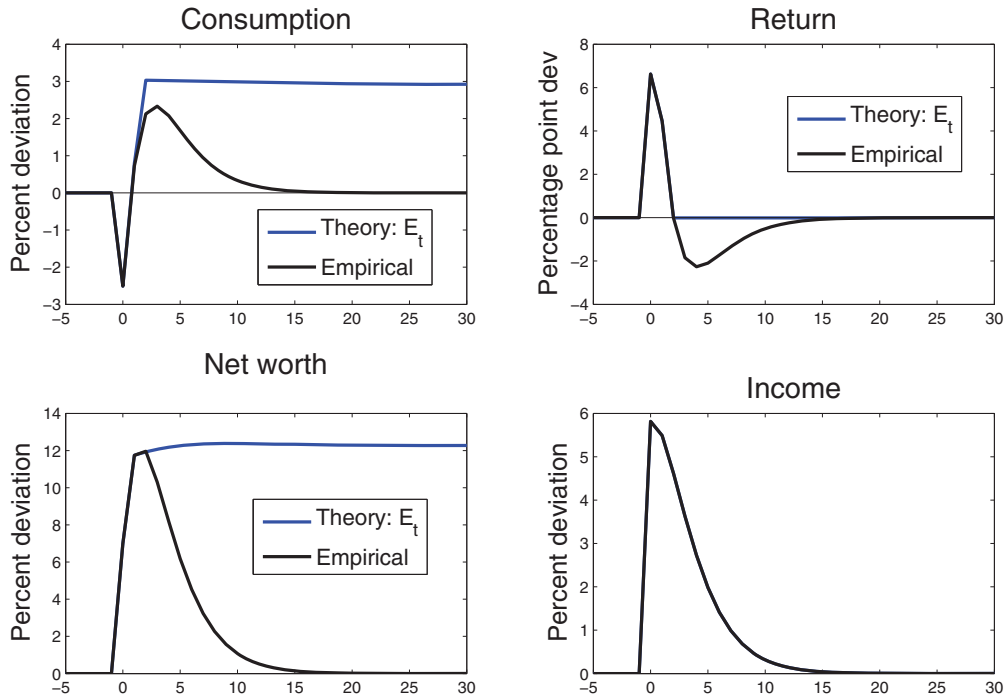 Consumption
Percent deviation
4
3
2
1
0
−1
−2
−3
−5 0 5 10 15 20 25 30
Theory: E_t
Empirical
Return
Percentage point dev
8
6
4
2
0
−2
−4
−5 0 5 10 15 20 25 30
Theory: E_t
Empirical
Net worth
Percent deviation
14
12
10
8
6
4
2
0
−5 0 5 10 15 20 25 30
Theory: E_t
Empirical
Income
Percent deviation
6
5
4
3
2
1
0
−5 0 5 10 15 20 25 30